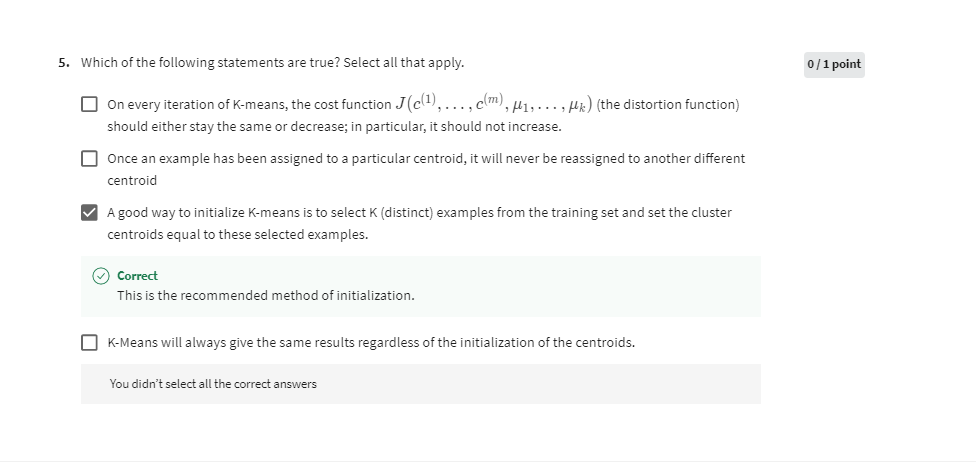 5. Which of the following statements are true? Select all that apply.
0 / 1 point
On every iteration of K-means, the cost function J(c⁽¹⁾, . . . , c⁽ᵐ⁾, μ₁, . . . , μₖ) (the distortion function)
should either stay the same or decrease; in particular, it should not increase.
Once an example has been assigned to a particular centroid, it will never be reassigned to another different
centroid
A good way to initialize K-means is to select K (distinct) examples from the training set and set the cluster
centroids equal to these selected examples.
Correct
This is the recommended method of initialization.
K-Means will always give the same results regardless of the initialization of the centroids.
You didn't select all the correct answers